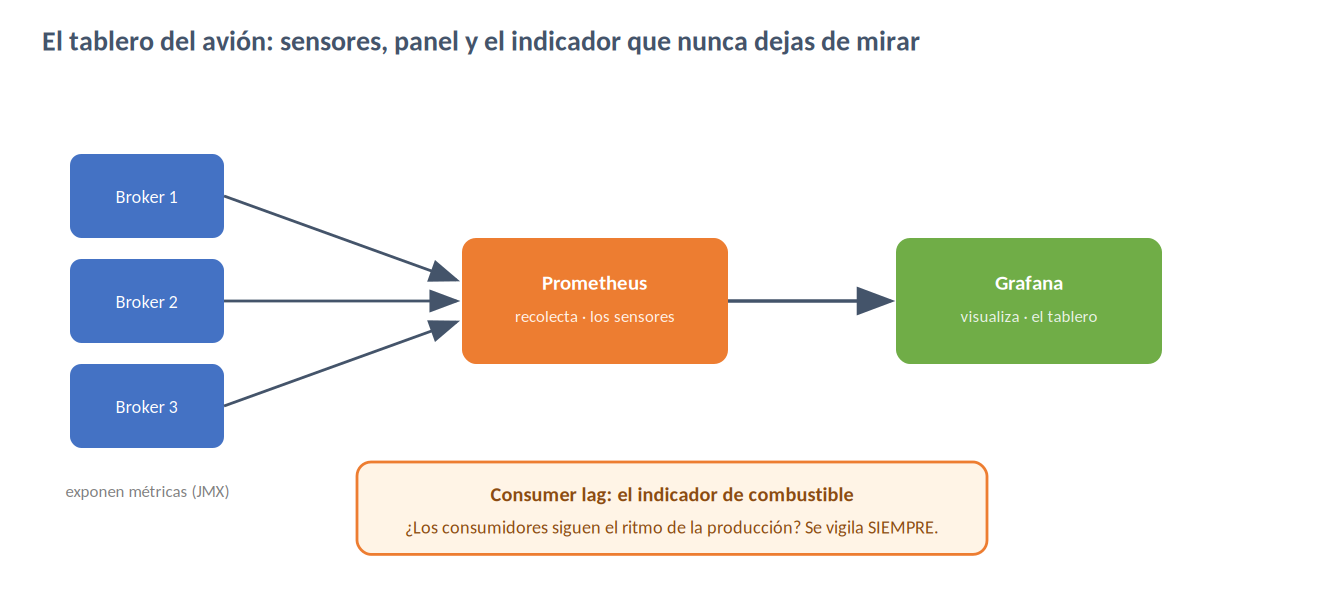 El tablero del avión: sensores, panel y el indicador que nunca dejas de mirar
Broker 1
Broker 2
Broker 3
exponen métricas (JMX)
Prometheus
recolecta · los sensores
Grafana
visualiza · el tablero
Consumer lag: el indicador de combustible
¿Los consumidores siguen el ritmo de la producción? Se vigila SIEMPRE.